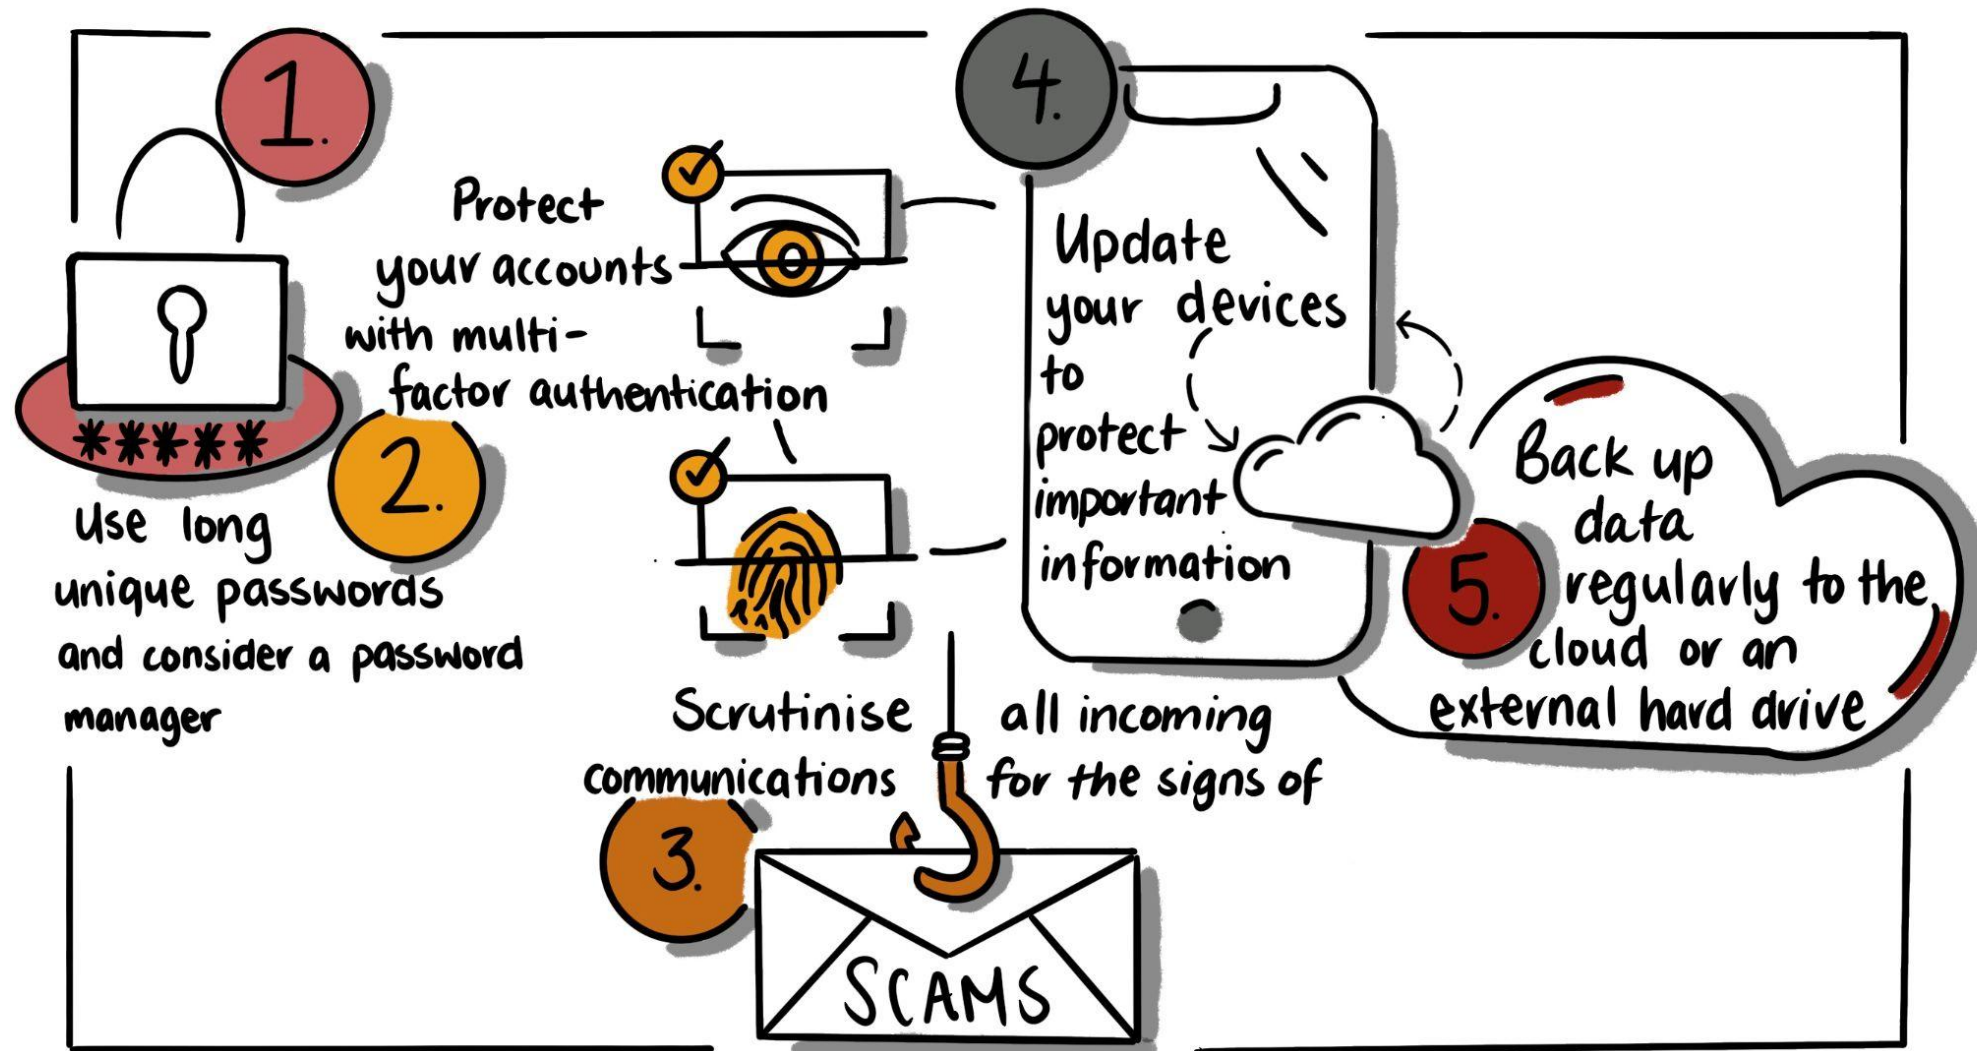 1.
*****
Use long
unique passwords
and consider a password
manager
2.
Protect
your accounts
with multi-
factor authentication
3.
Scrutinise all incoming
communications for the signs of
SCAMS
4.
Update
your devices
to
protect
important
information
5.
Back up
data
regularly to the
cloud or an
external hard drive